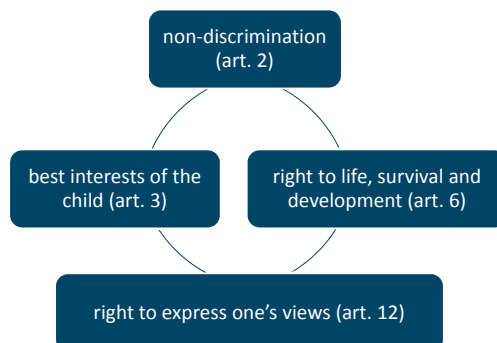 non-discrimination
(art. 2)
best interests of the
child (art. 3)
right to life, survival and
development (art. 6)
right to express one’s views (art. 12)